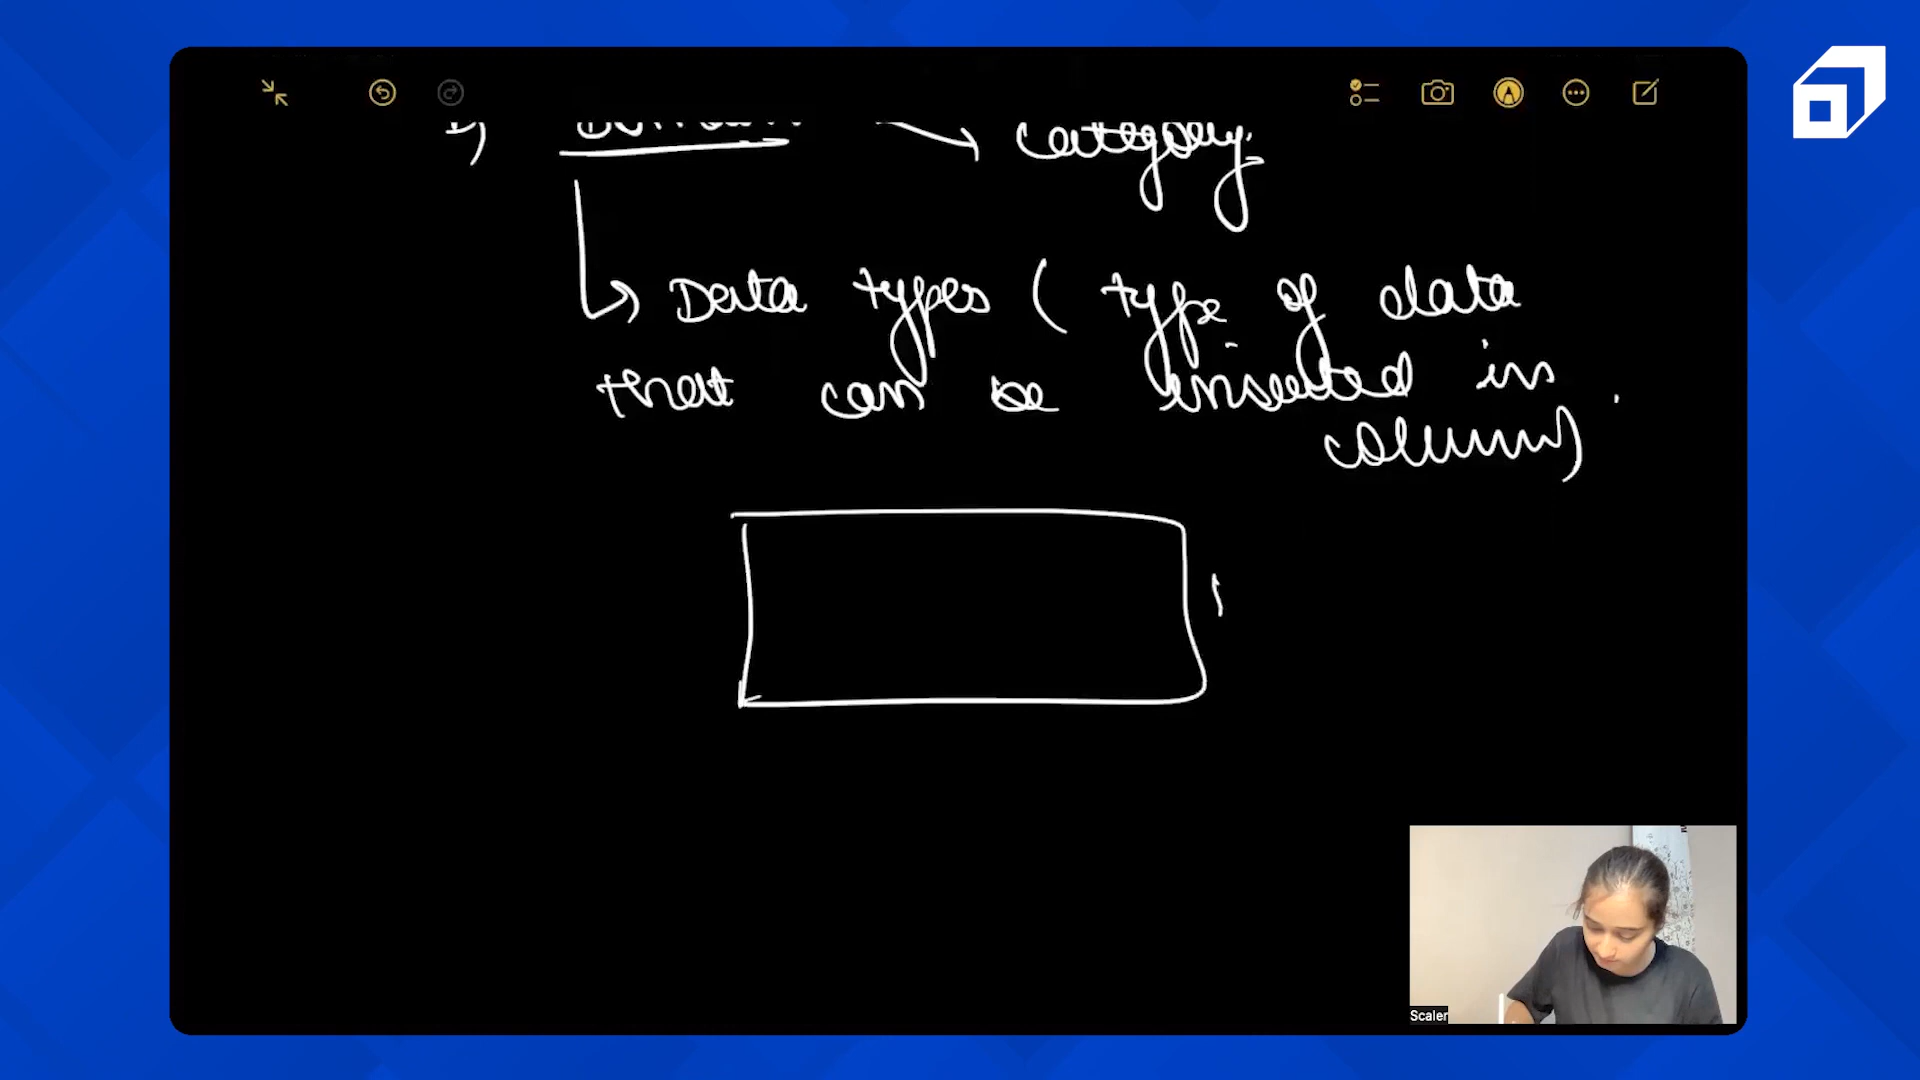 category.
Data types ( type of data
that can be inserted in
column)
Scaler